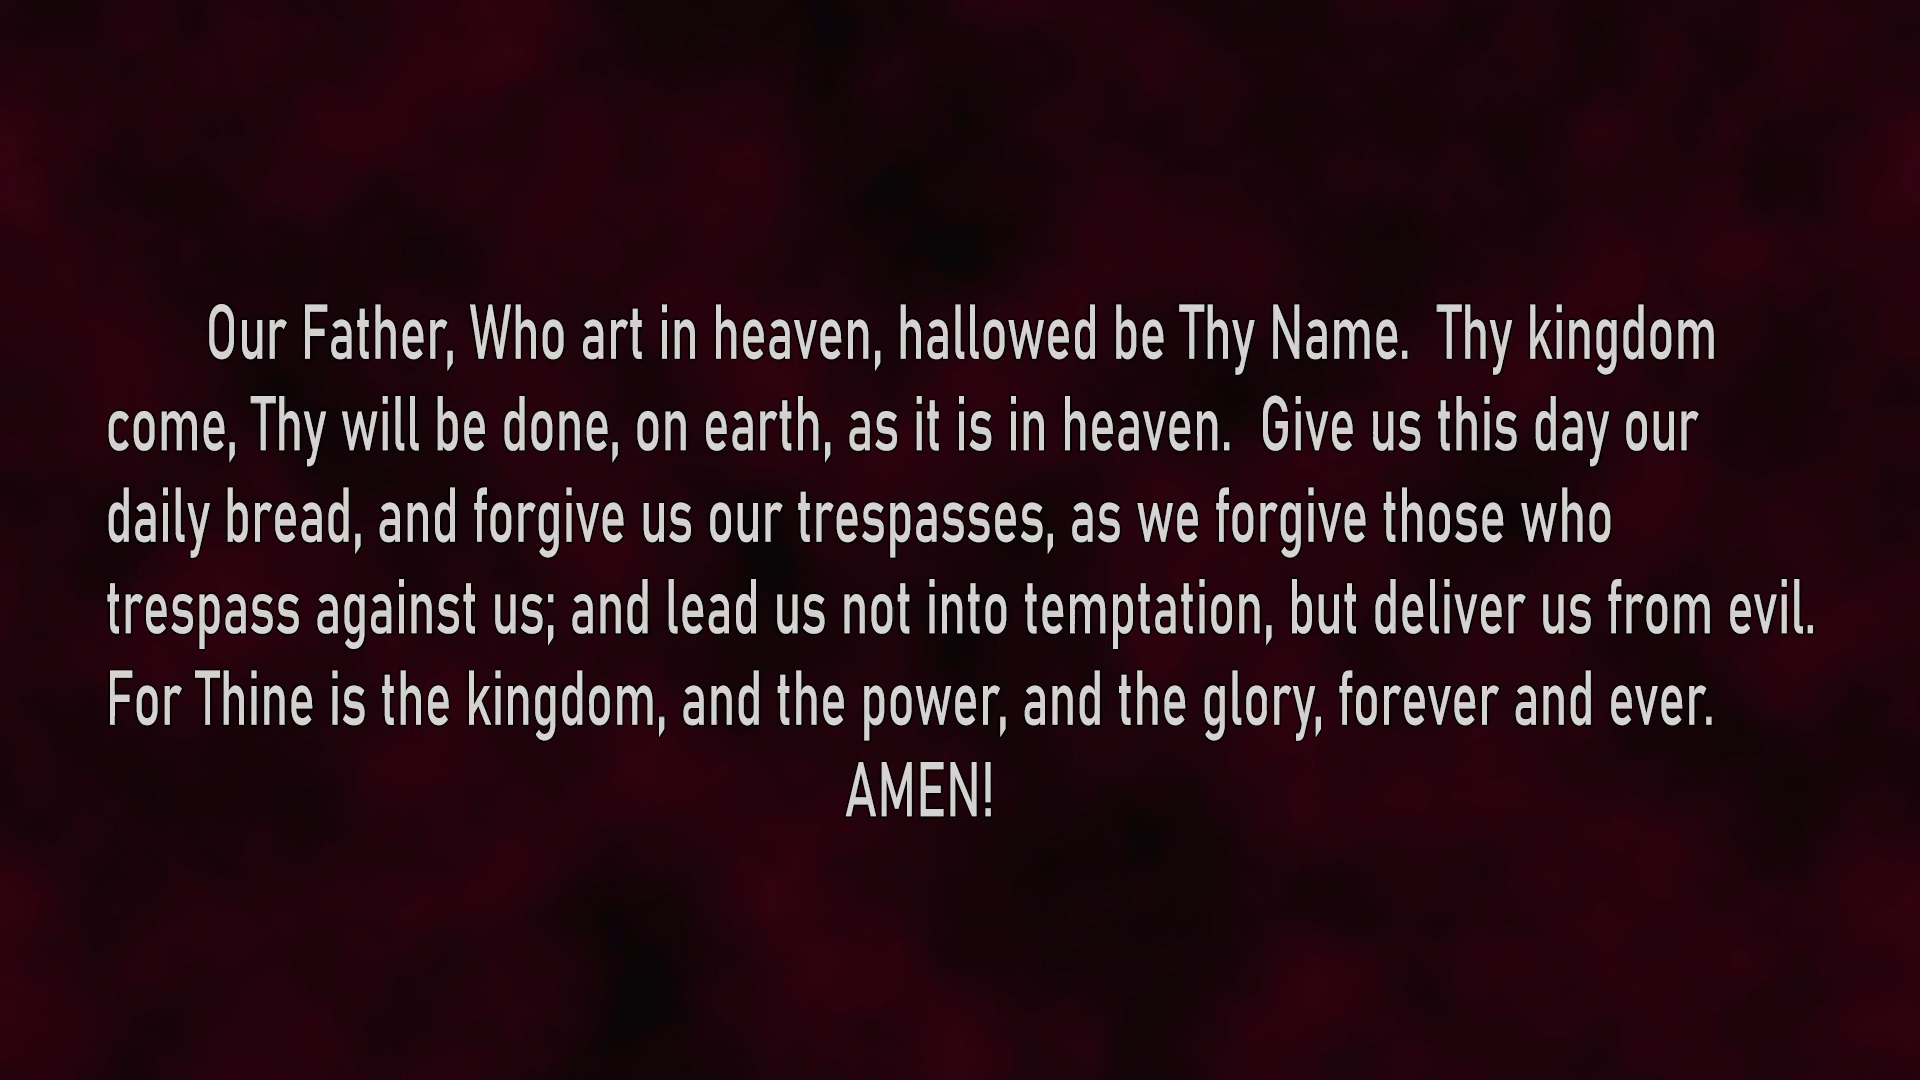 Our Father, Who art in heaven, hallowed be Thy Name.  Thy kingdom
come, Thy will be done, on earth, as it is in heaven.  Give us this day our
daily bread, and forgive us our trespasses, as we forgive those who
trespass against us; and lead us not into temptation, but deliver us from evil.
For Thine is the kingdom, and the power, and the glory, forever and ever.
AMEN!